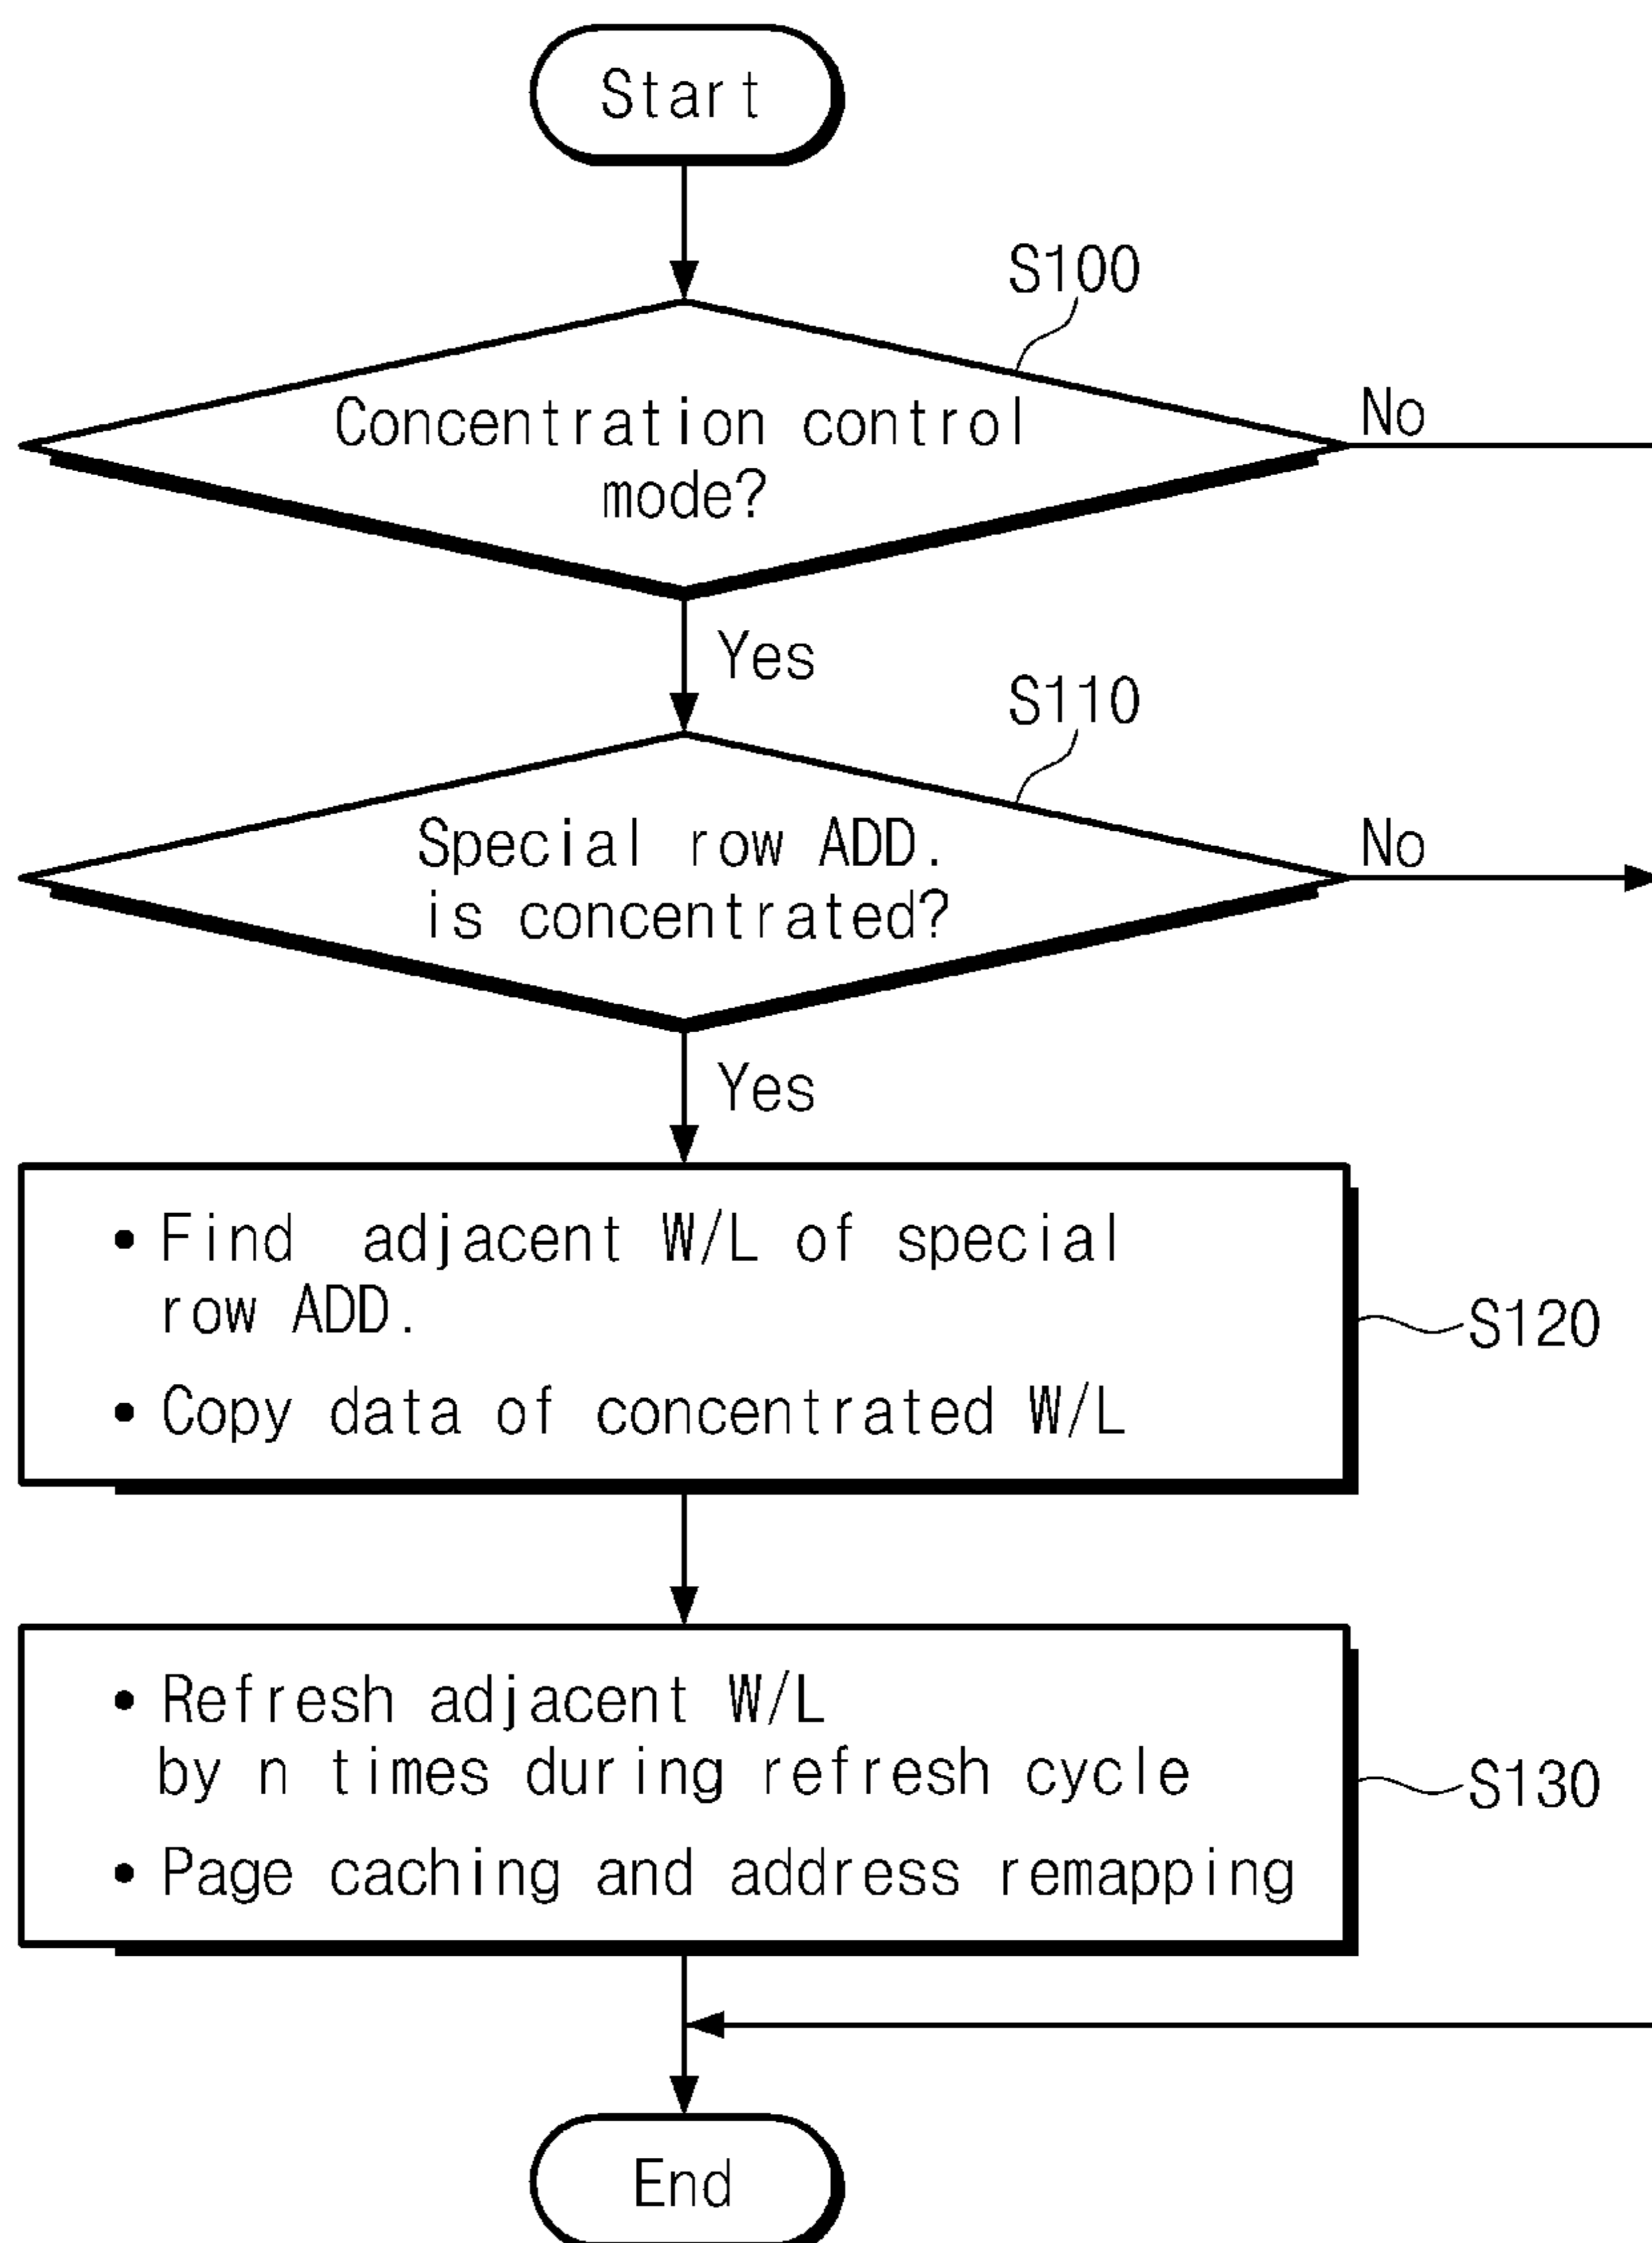 Start
S100
Concentration control
mode?
No
Yes
S110
Special row ADD.
is concentrated?
No
Yes
• Find adjacent W/L of special
row ADD.
• Copy data of concentrated W/L
S120
• Refresh adjacent W/L
by n times during refresh cycle
• Page caching and address remapping
S130
End